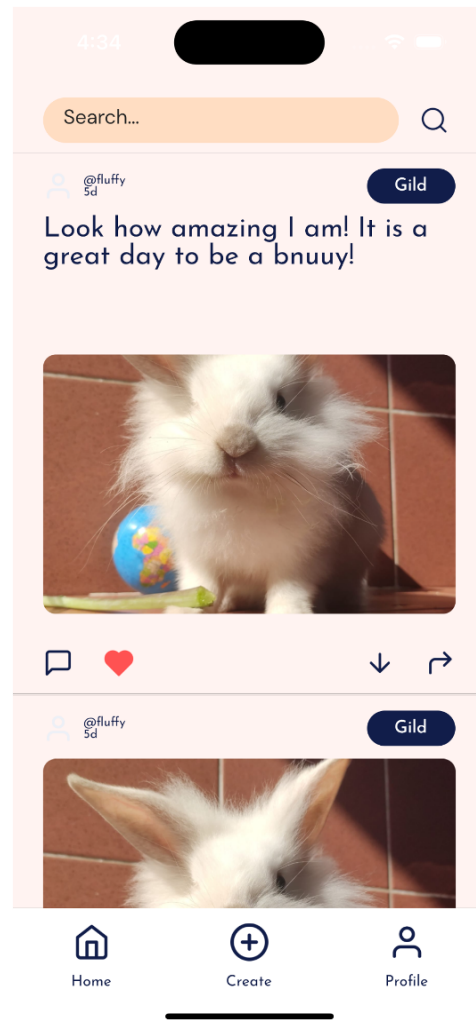 4:34
Search...
@fluffy
5d
Gild
Look how amazing I am! It is a
great day to be a bnuuy!
@fluffy
5d
Gild
Home
Create
Profile